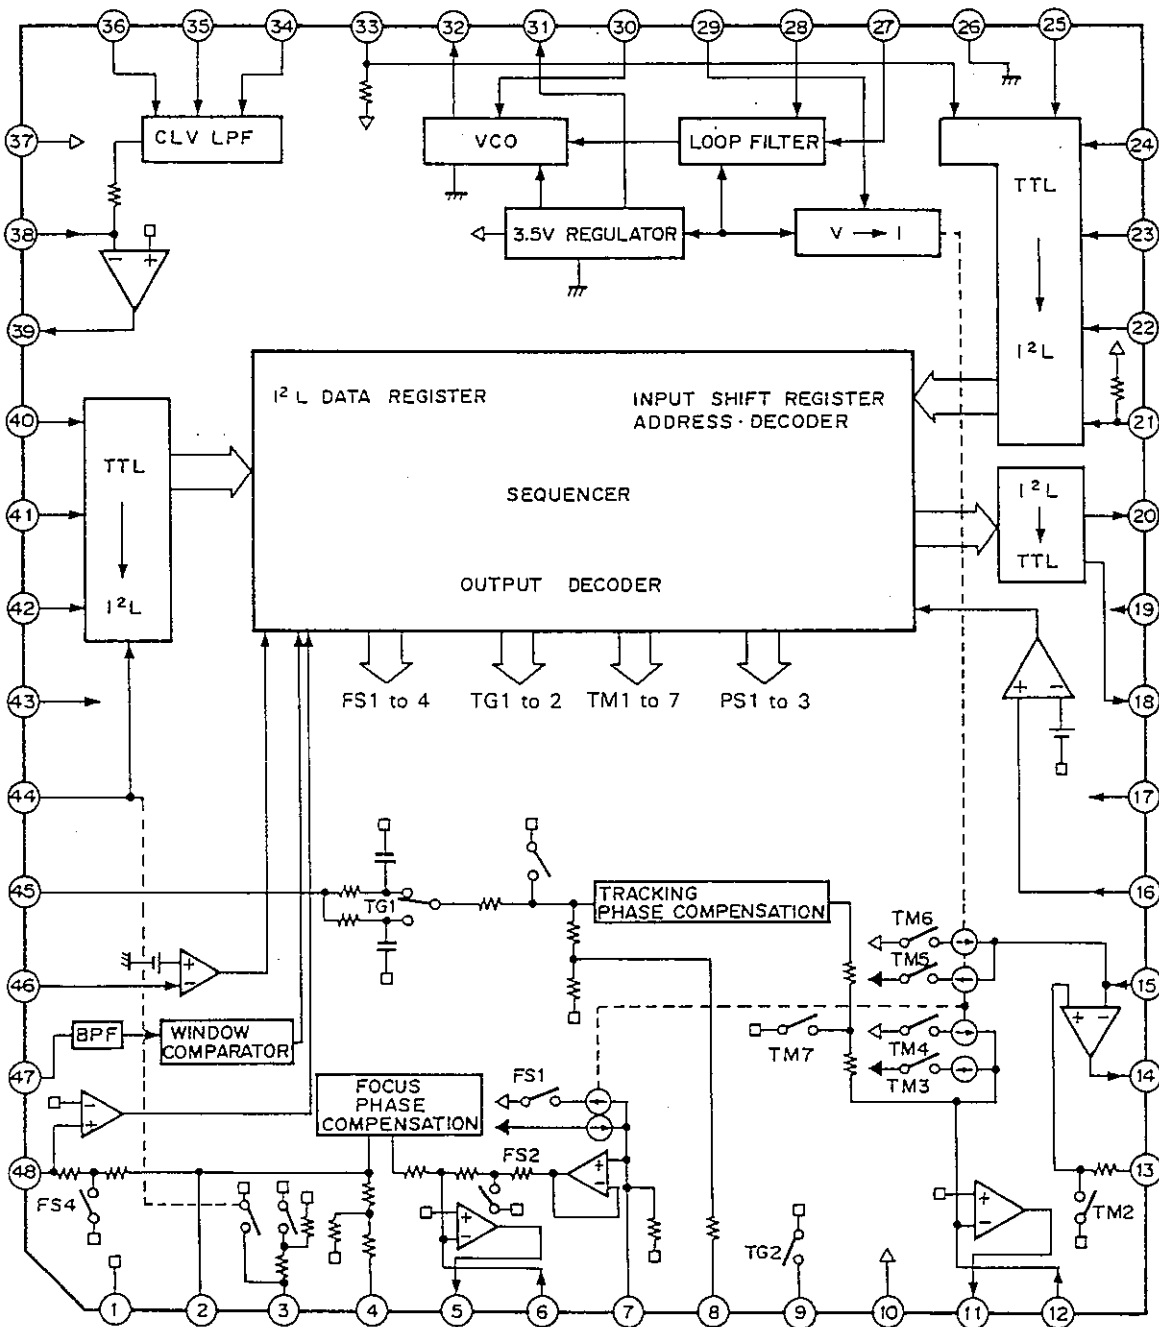 36 35 34 33 32 31 30 29 28 27 26 25
37
CLV LPF
VCO
LOOP FILTER
24
TTL
38
3.5V REGULATOR
V → I
23
− +
39
22
I²L
I²L DATA REGISTER
INPUT SHIFT REGISTER
ADDRESS·DECODER
40
21
TTL
I²L
SEQUENCER
41
20
TTL
OUTPUT DECODER
42
I²L
19
43
FS1 to 4
TG1 to 2
TM1 to 7
PS1 to 3
+ −
18
44
17
45
TG1
TRACKING
PHASE COMPENSATION
16
TM6
46
+
−
TM5
15
BPF
WINDOW
COMPARATOR
+ −
TM7
TM4
47
FS1
TM3
14
FOCUS
PHASE
COMPENSATION
−
+
48
FS2
+
−
13
FS4
+
−
TG2
+
−
TM2
1 2 3 4 5 6 7 8 9 10 11 12